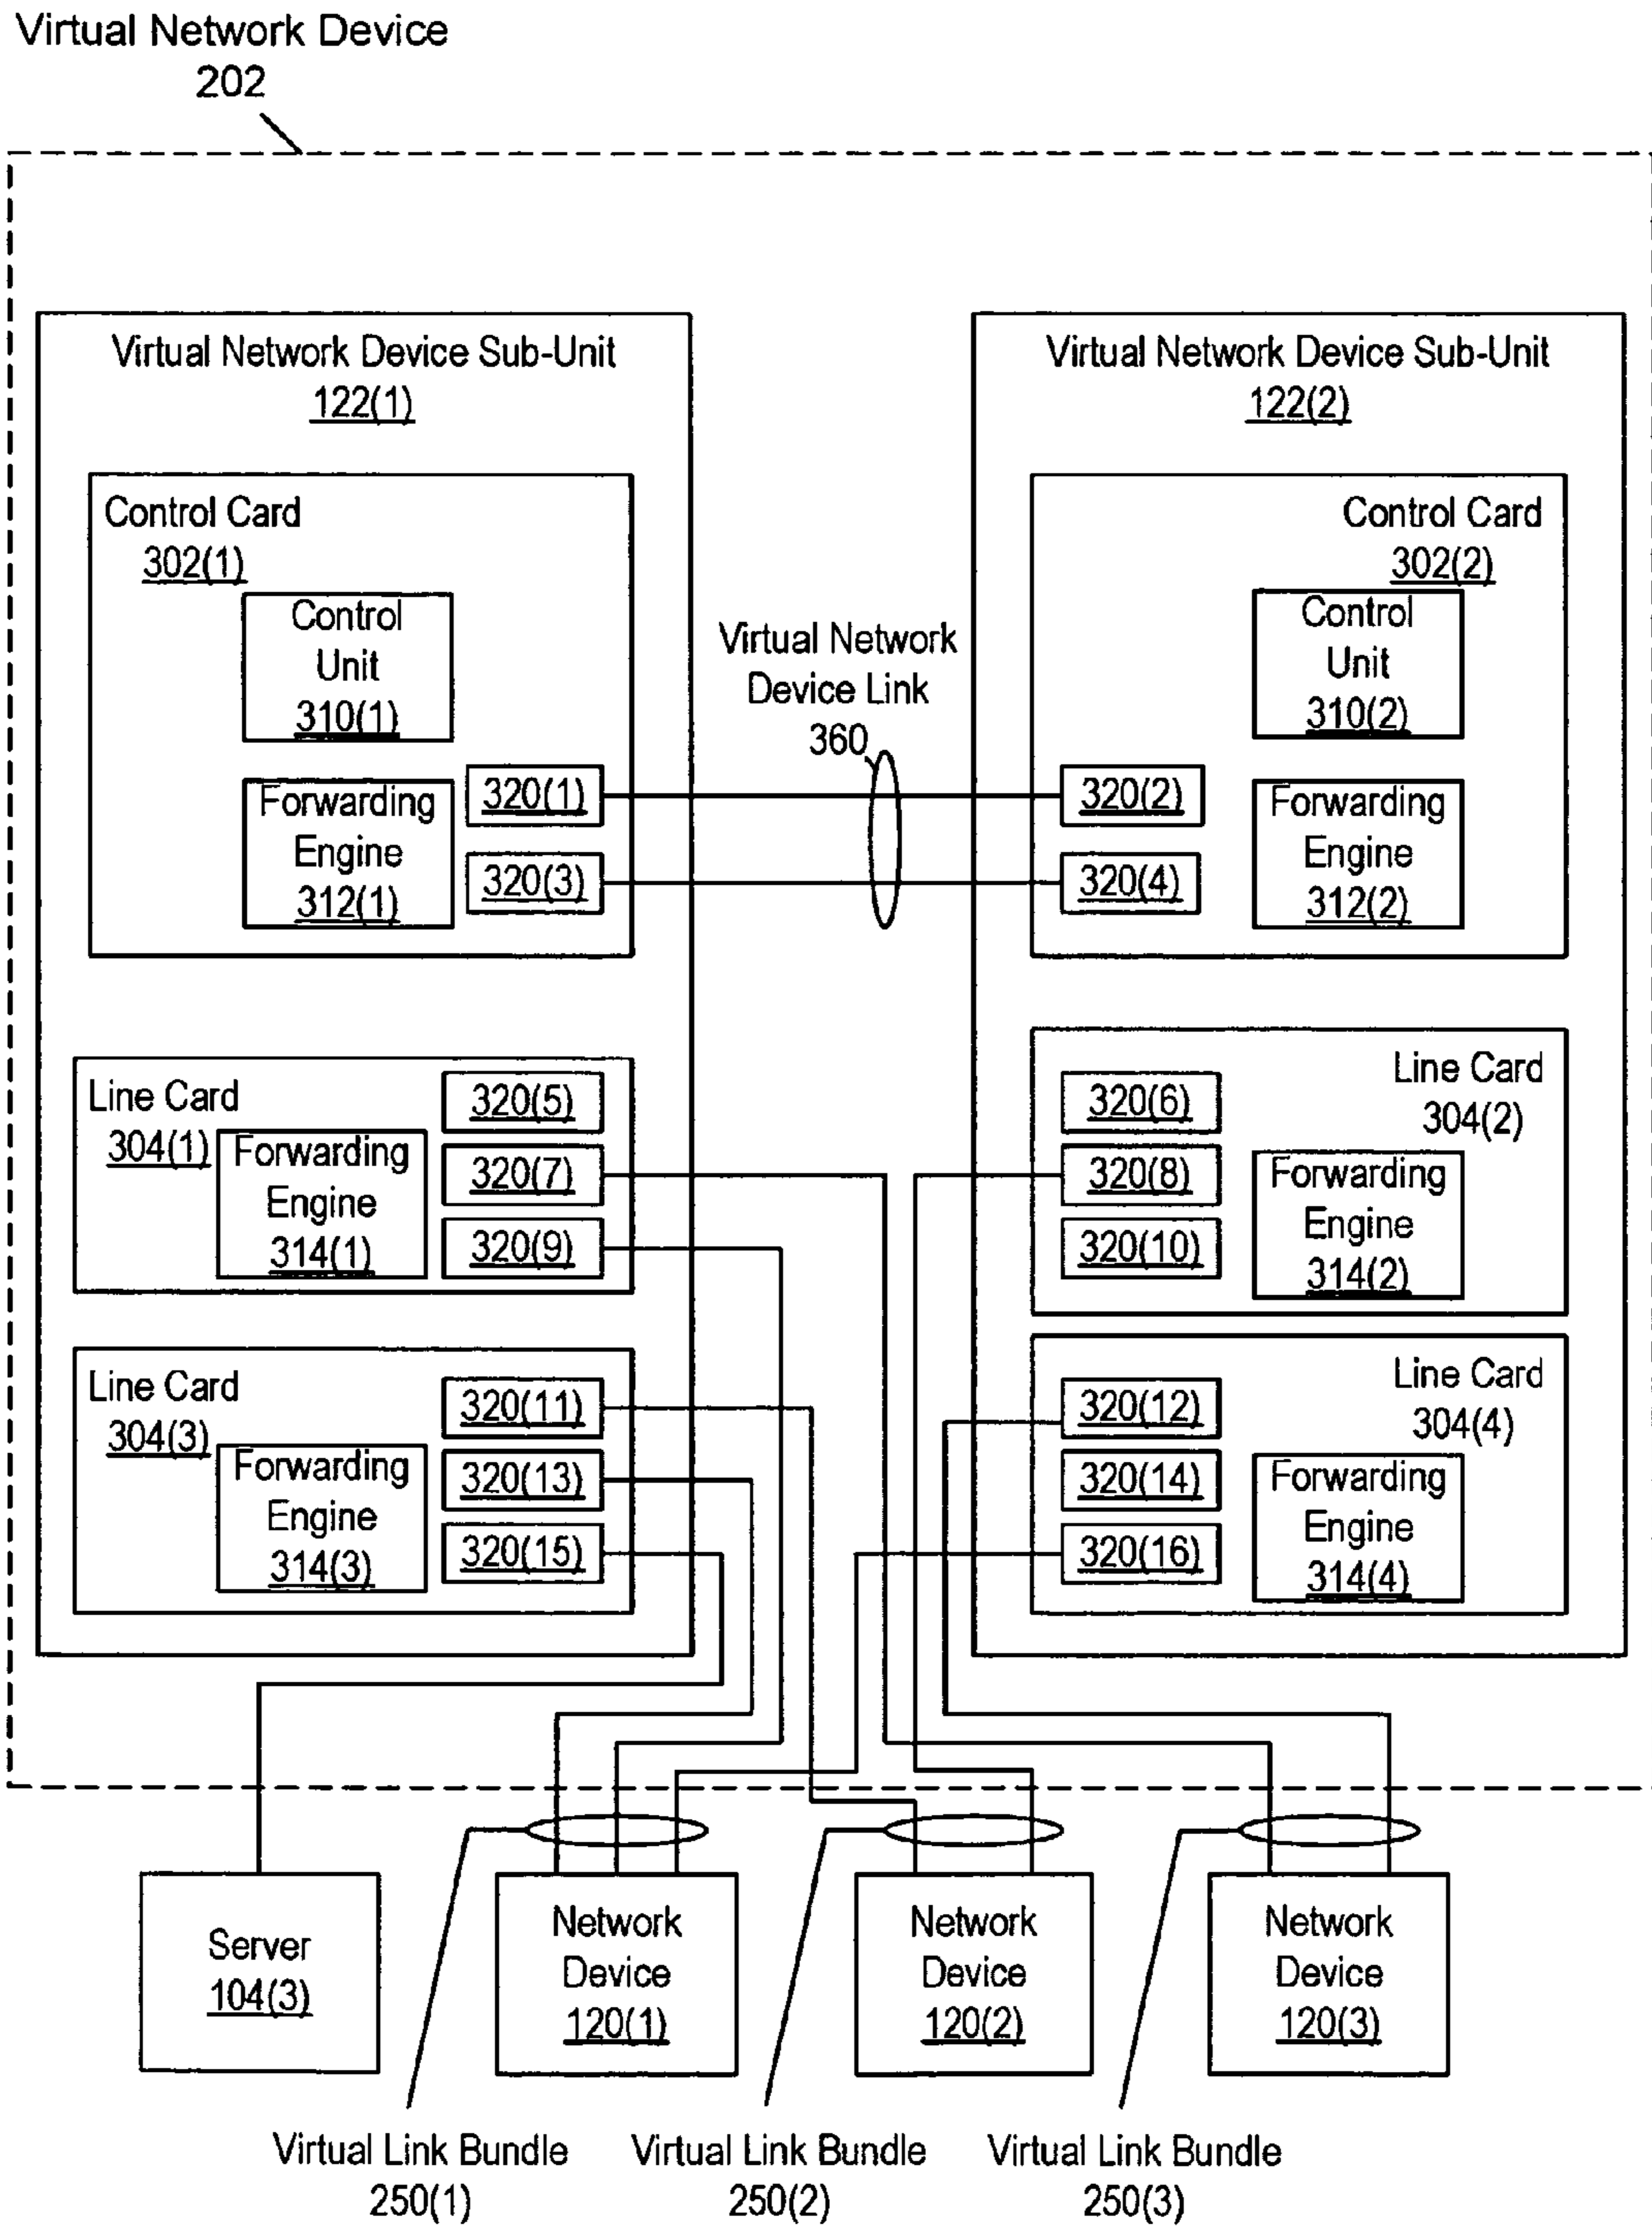 Virtual Network Device
202
Virtual Network Device Sub-Unit
122(1)
Control Card
302(1)
Control
Unit
310(1)
Forwarding
Engine
312(1)
320(1)
320(3)
Line Card
304(1)
Forwarding
Engine
314(1)
320(5)
320(7)
320(9)
Line Card
304(3)
Forwarding
Engine
314(3)
320(11)
320(13)
320(15)
Virtual Network
Device Link
360
Virtual Network Device Sub-Unit
122(2)
Control Card
302(2)
Control
Unit
310(2)
320(2)
320(4)
Forwarding
Engine
312(2)
Line Card
304(2)
320(6)
320(8)
320(10)
Forwarding
Engine
314(2)
Line Card
304(4)
320(12)
320(14)
320(16)
Forwarding
Engine
314(4)
Server
104(3)
Network
Device
120(1)
Network
Device
120(2)
Network
Device
120(3)
Virtual Link Bundle
250(1)
Virtual Link Bundle
250(2)
Virtual Link Bundle
250(3)